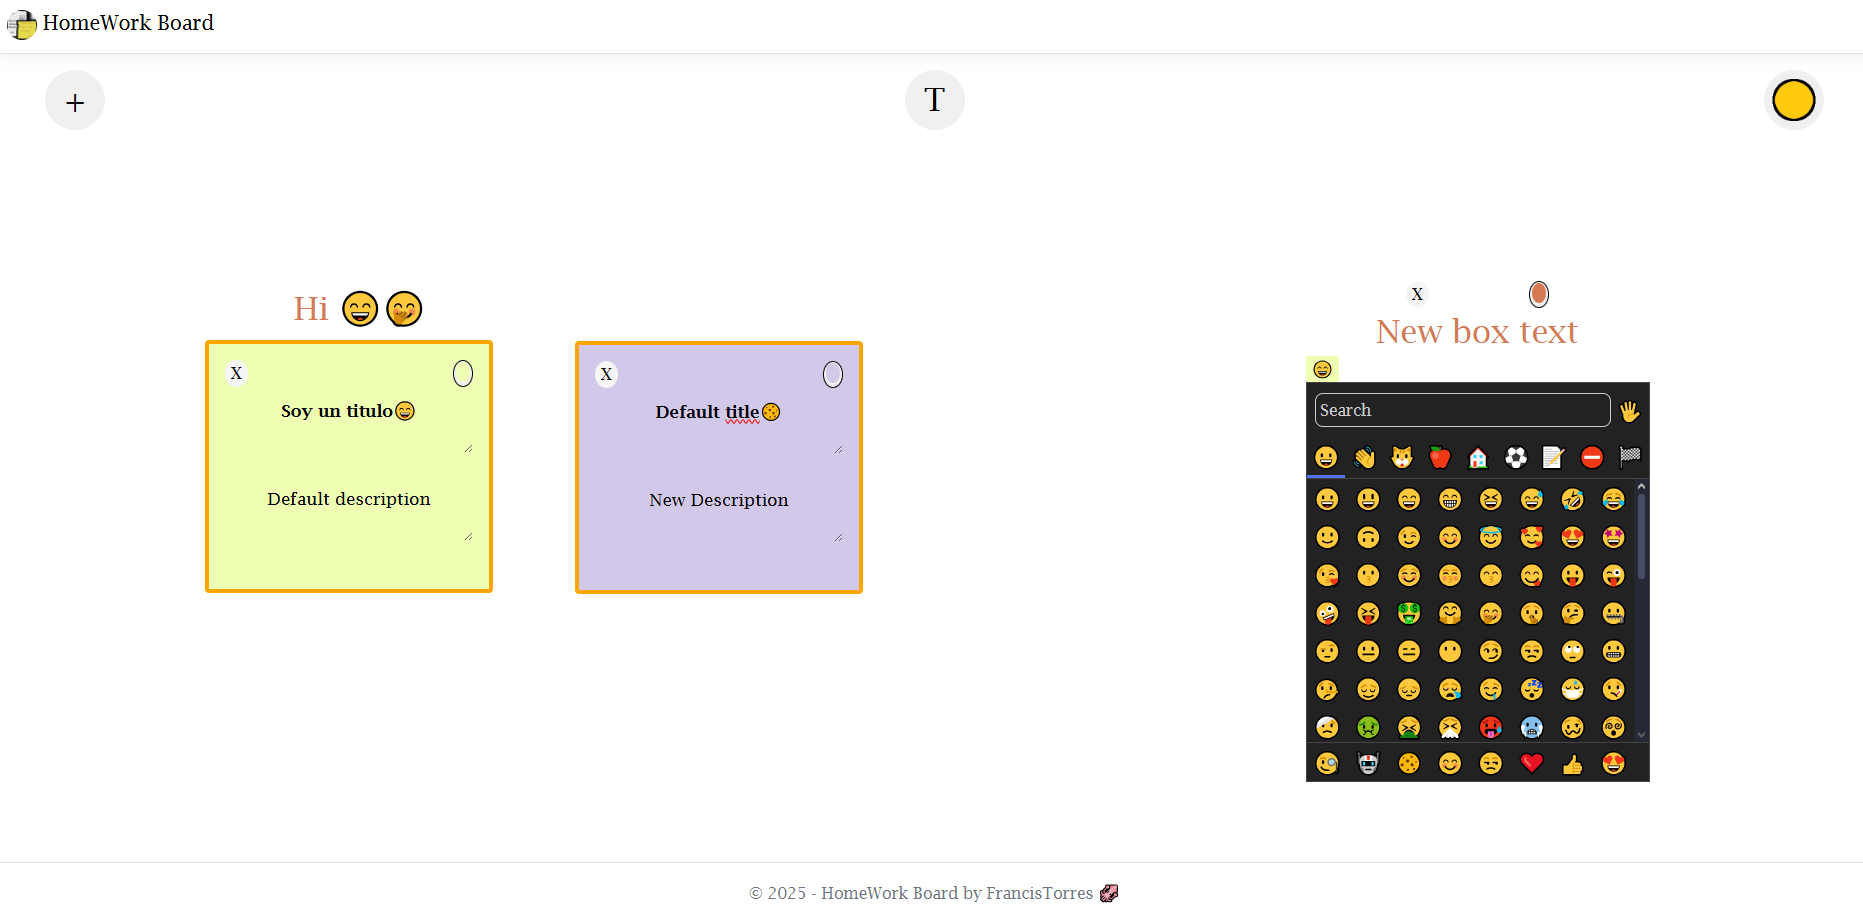 HomeWork Board
+
T
Hi 😄🤭
X
Soy un titulo😄
Default description
X
Default title🍪
New Description
X
New box text
😄
Search
© 2025 - HomeWork Board by FrancisTorres 🦑